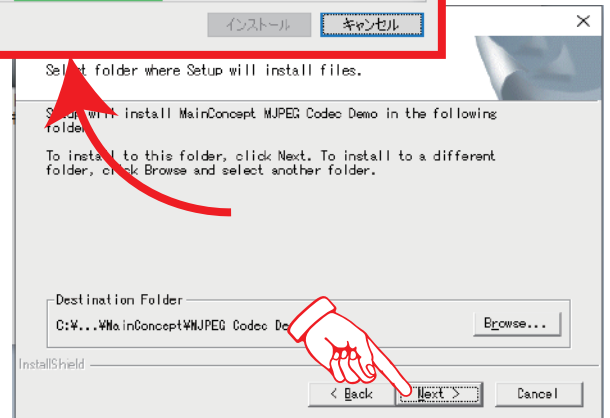 インストール
キャンセル
Select folder where Setup will install files.
Setup will install MainConcept MJPEG Codec Demo in the following
folder.
To install to this folder, click Next. To install to a different
folder, click Browse and select another folder.
Destination Folder
C:¥...¥MainConcept¥MJPEG Codec
Browse...
InstallShield
< Back
Next >
Cancel